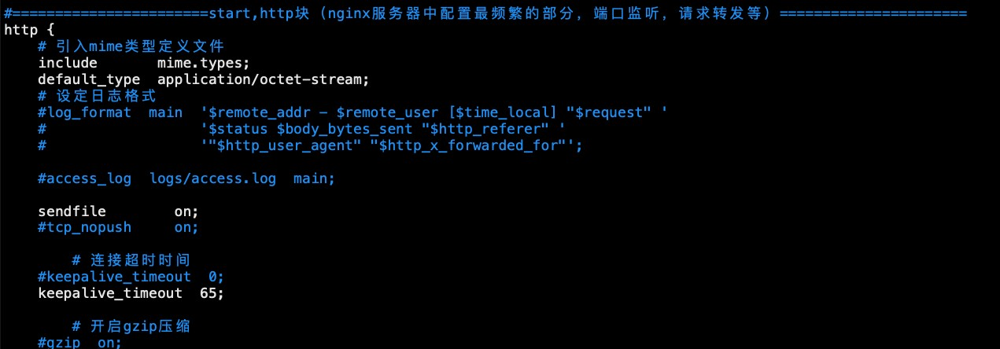 #=======================start,http块（nginx服务器中配置最频繁的部分，端口监听，请求转发等）======================
http {
    # 引入mime类型定义文件
    include       mime.types;
    default_type  application/octet-stream;
    # 设定日志格式
    #log_format  main  '$remote_addr - $remote_user [$time_local] "$request" '
    #                  '$status $body_bytes_sent "$http_referer" '
    #                  '"$http_user_agent" "$http_x_forwarded_for"';

    #access_log  logs/access.log  main;

    sendfile        on;
    #tcp_nopush     on;

        # 连接超时时间
    #keepalive_timeout  0;
    keepalive_timeout  65;

        # 开启gzip压缩
    #gzip  on;